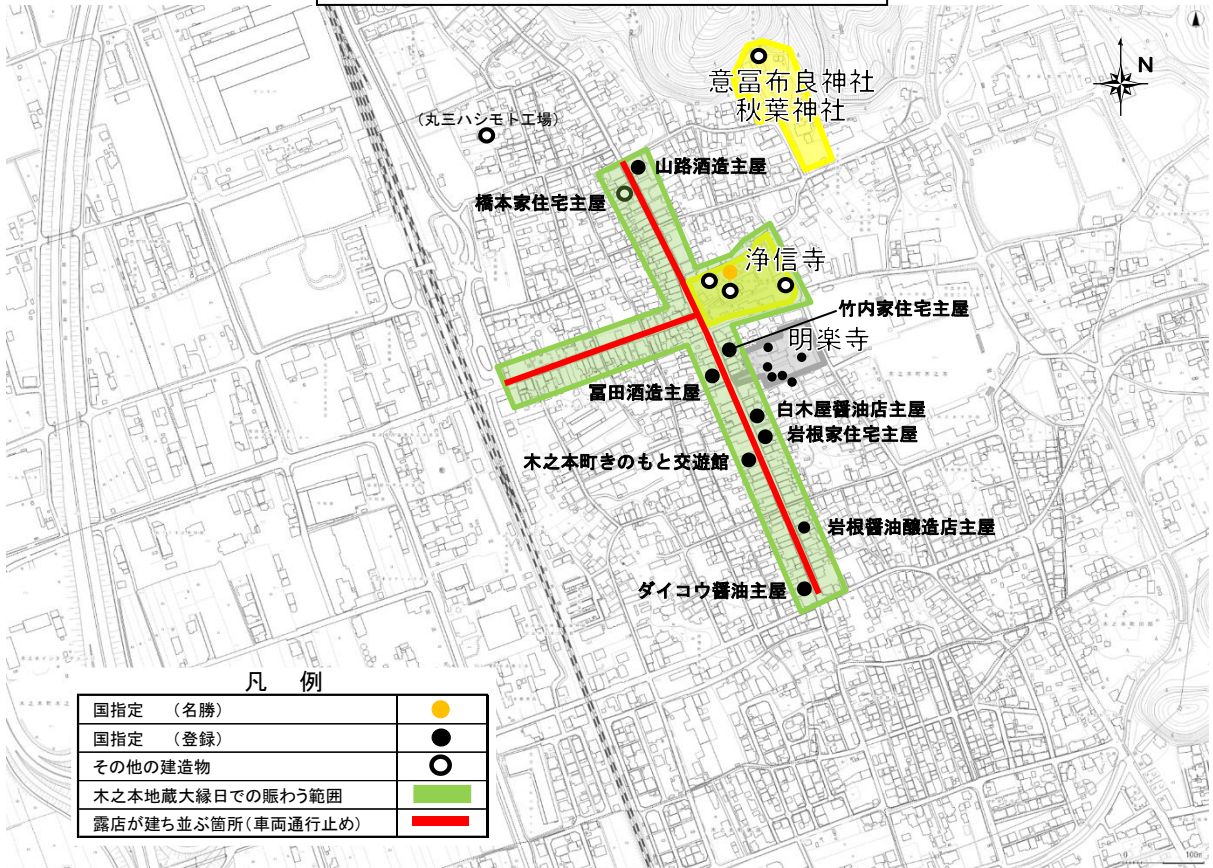 N
意冨布良神社
秋葉神社
(丸三ハシモト工場)
山路酒造主屋
橋本家住宅主屋
浄信寺
竹内家住宅主屋
明楽寺
冨田酒造主屋
白木屋醤油店主屋
岩根家住宅主屋
木之本町きのもと交遊館
岩根醤油醸造店主屋
ダイコウ醤油主屋
凡 例
国指定 (名勝)
国指定 (登録)
その他の建造物
木之本地蔵大縁日での賑わう範囲
露店が建ち並ぶ箇所(車両通行止め)
0 100m